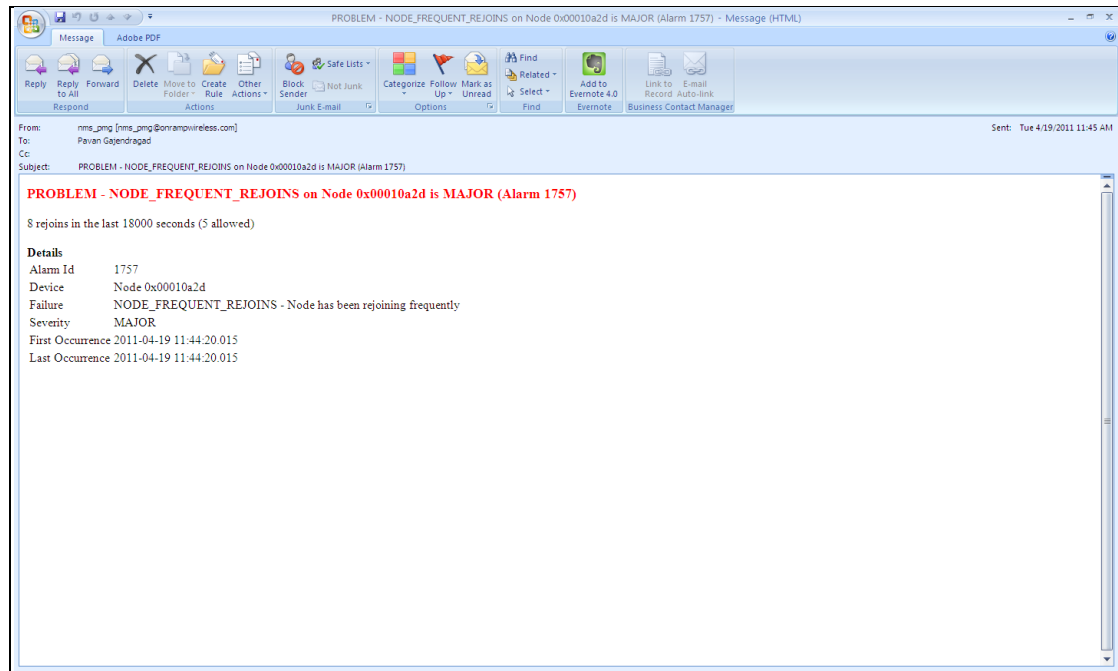 PROBLEM - NODE_FREQUENT_REJOINS on Node 0x00010a2d is MAJOR (Alarm 1757) - Message (HTML)
Message Adobe PDF
Reply
Reply to All
Forward
Respond
Delete
Move to Folder
Create Rule
Other Actions
Actions
Block Sender
Safe Lists
Not Junk
Junk E-mail
Categorize
Follow Up
Mark as Unread
Options
Find
Related
Select
Find
Add to Evernote 4.0
Evernote
Link to Record
E-mail Auto-link
Business Contact Manager
From: nms_pmg [nms_pmg@onrampwireless.com] Sent: Tue 4/19/2011 11:45 AM
To: Pavan Gajendragad
Cc:
Subject: PROBLEM - NODE_FREQUENT_REJOINS on Node 0x00010a2d is MAJOR (Alarm 1757)
PROBLEM - NODE_FREQUENT_REJOINS on Node 0x00010a2d is MAJOR (Alarm 1757)
8 rejoins in the last 18000 seconds (5 allowed)
Details
Alarm Id 1757
Device Node 0x00010a2d
Failure NODE_FREQUENT_REJOINS - Node has been rejoining frequently
Severity MAJOR
First Occurrence 2011-04-19 11:44:20.015
Last Occurrence 2011-04-19 11:44:20.015